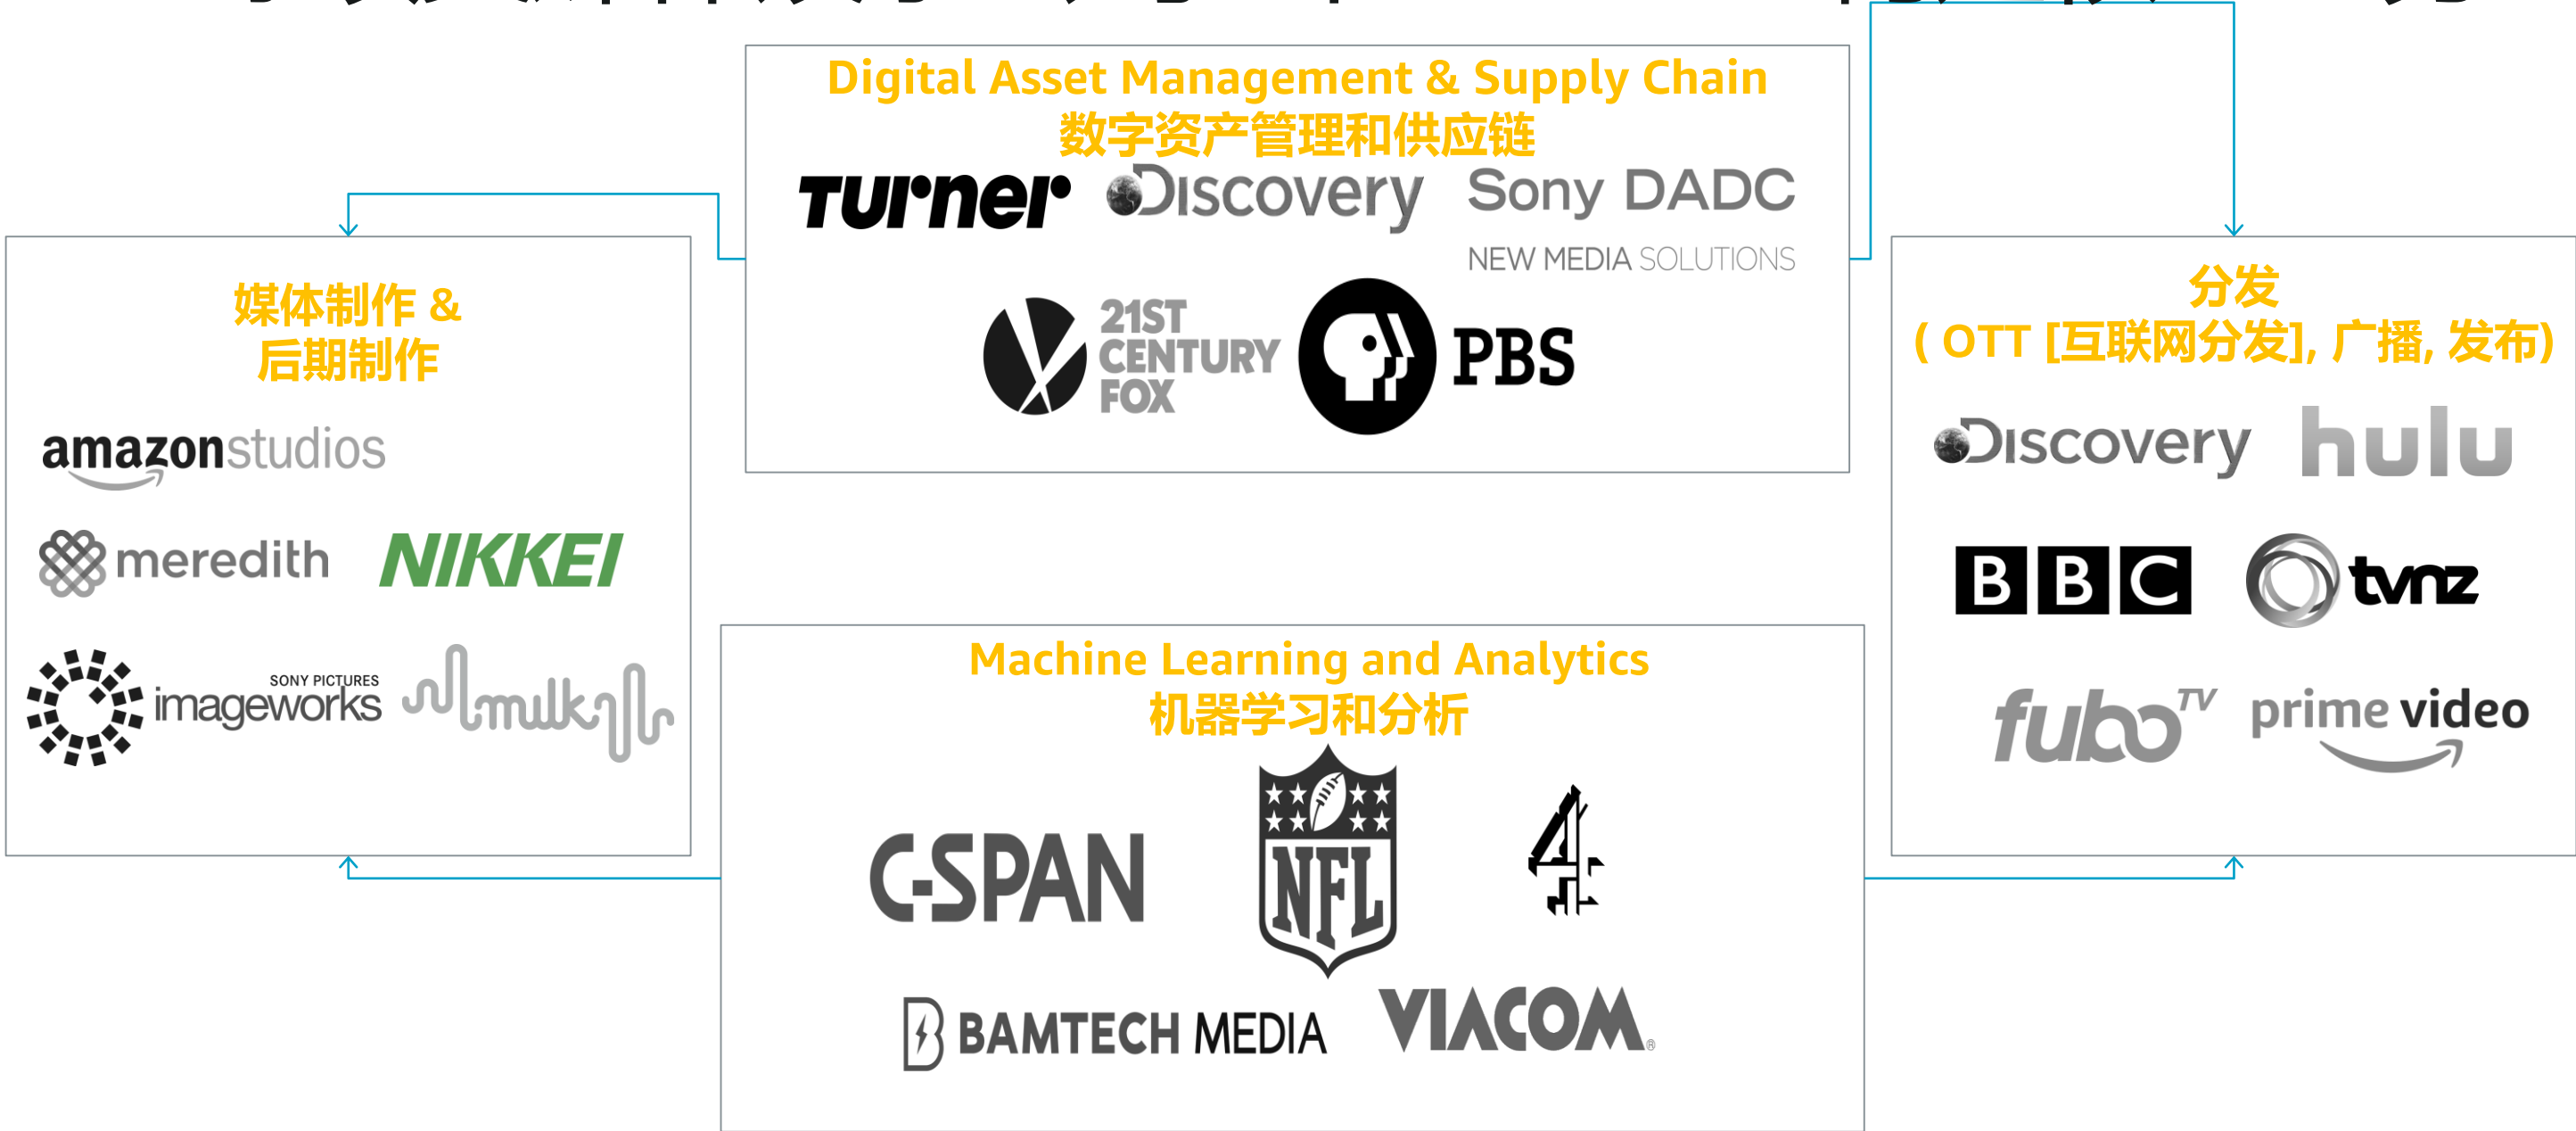 Digital Asset Management & Supply Chain
数字资产管理和供应链
Turner
Discovery
Sony DADC
NEW MEDIA SOLUTIONS
21ST
CENTURY
FOX
PBS
媒体制作 &
后期制作
amazonstudios
meredith
NIKKEI
SONY PICTURES
imageworks
milk
Machine Learning and Analytics
机器学习和分析
C-SPAN
NFL
4
BAMTECH MEDIA
VIACOM®
分发
( OTT [互联网分发], 广播, 发布)
Discovery
hulu
BBC
tvnz
fubo TV
prime video